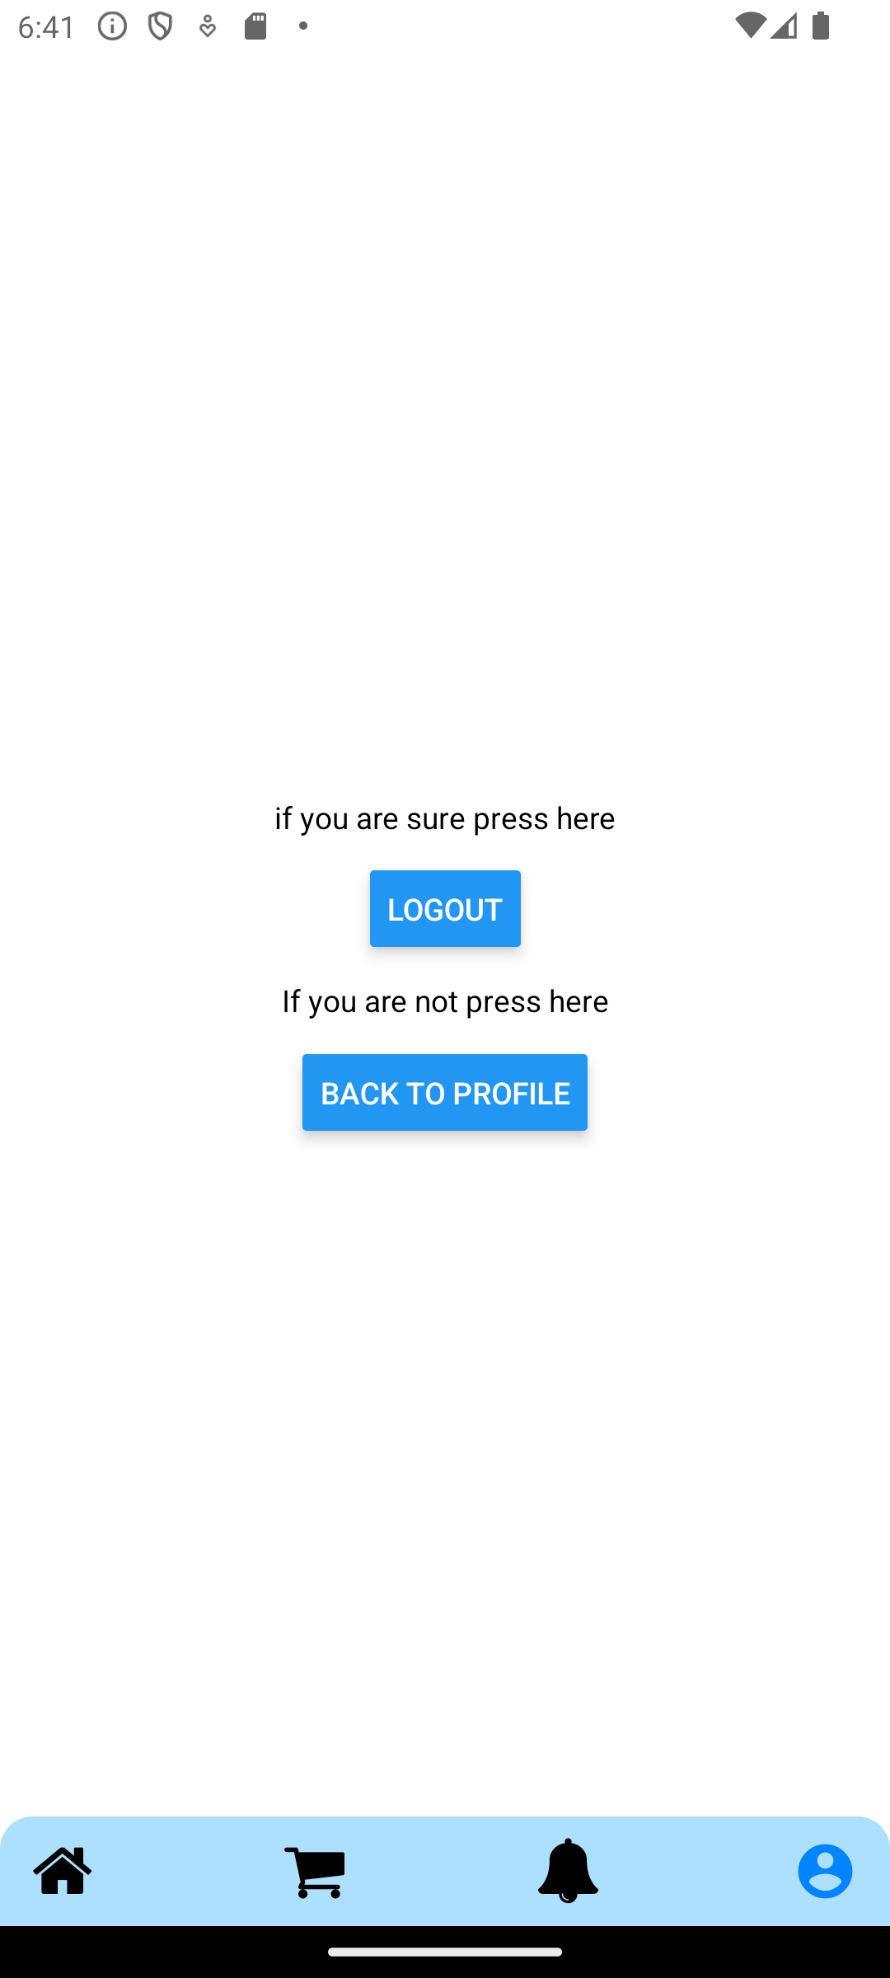 6:41
if you are sure press here
LOGOUT
If you are not press here
BACK TO PROFILE